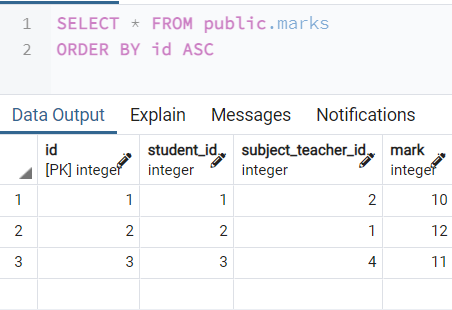 1 SELECT * FROM public.marks
2 ORDER BY id ASC
Data Output Explain Messages Notifications
id student_id subject_teacher_id mark
[PK] integer integer integer integer
1 1 1 2 10
2 2 2 1 12
3 3 3 4 11